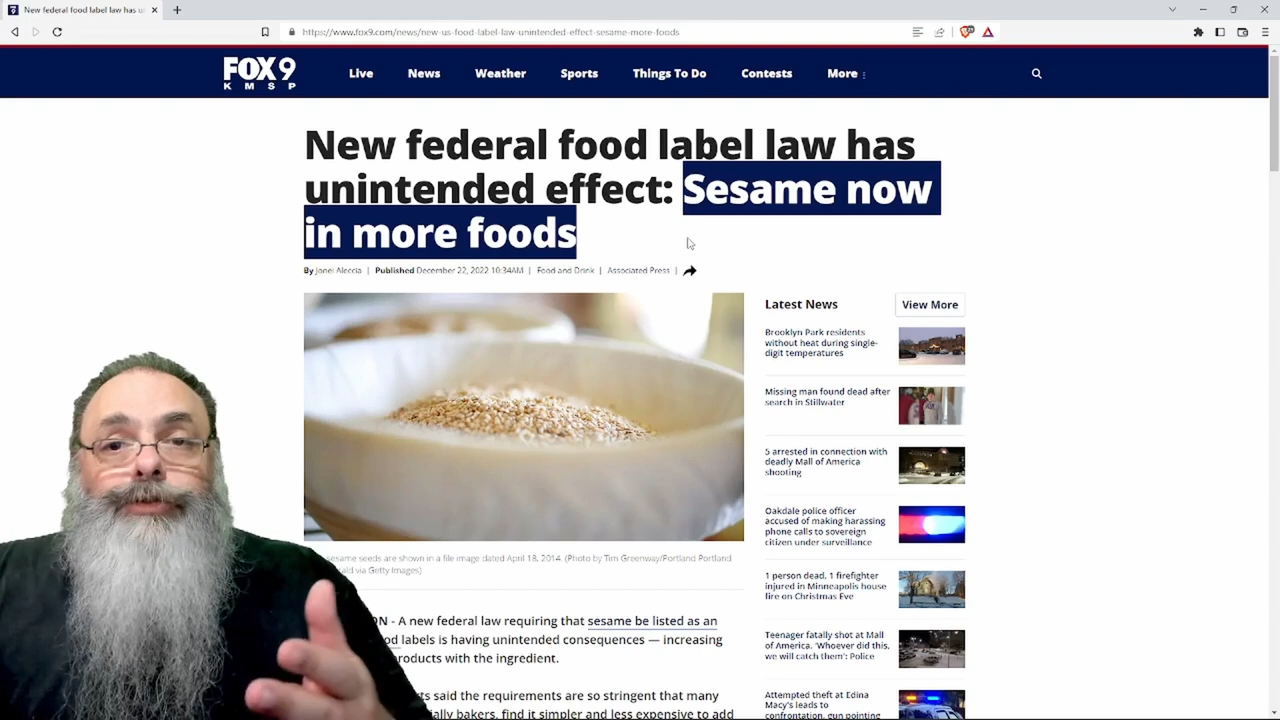 New federal food label law has u
https://www.fox9.com/news/new-us-food-label-law-unintended-effect-sesame-more-foods
FOX 9
KMSP
Live
News
Weather
Sports
Things To Do
Contests
More
New federal food label law has
unintended effect: Sesame now
in more foods
By Jonel Aleccia | Published December 22, 2022 10:34AM | Food and Drink | Associated Press |
sesame seeds are shown in a file image dated April 18, 2014. (Photo by Tim Greenway/Portland Portland
ald via Getty Images)
ON - A new federal law requiring that sesame be listed as an
od labels is having unintended consequences — increasing
products with the ingredient.
ts said the requirements are so stringent that many
ally bakers, find it simpler and less expensive to add
Latest News
View More
Brooklyn Park residents
without heat during single-
digit temperatures
Missing man found dead after
search in Stillwater
5 arrested in connection with
deadly Mall of America
shooting
Oakdale police officer
accused of making harassing
phone calls to sovereign
citizen under surveillance
1 person dead, 1 firefighter
injured in Minneapolis house
fire on Christmas Eve
Teenager fatally shot at Mall
of America. 'Whoever did this,
we will catch them': Police
Attempted theft at Edina
Macy's leads to
confrontation, gun pointing